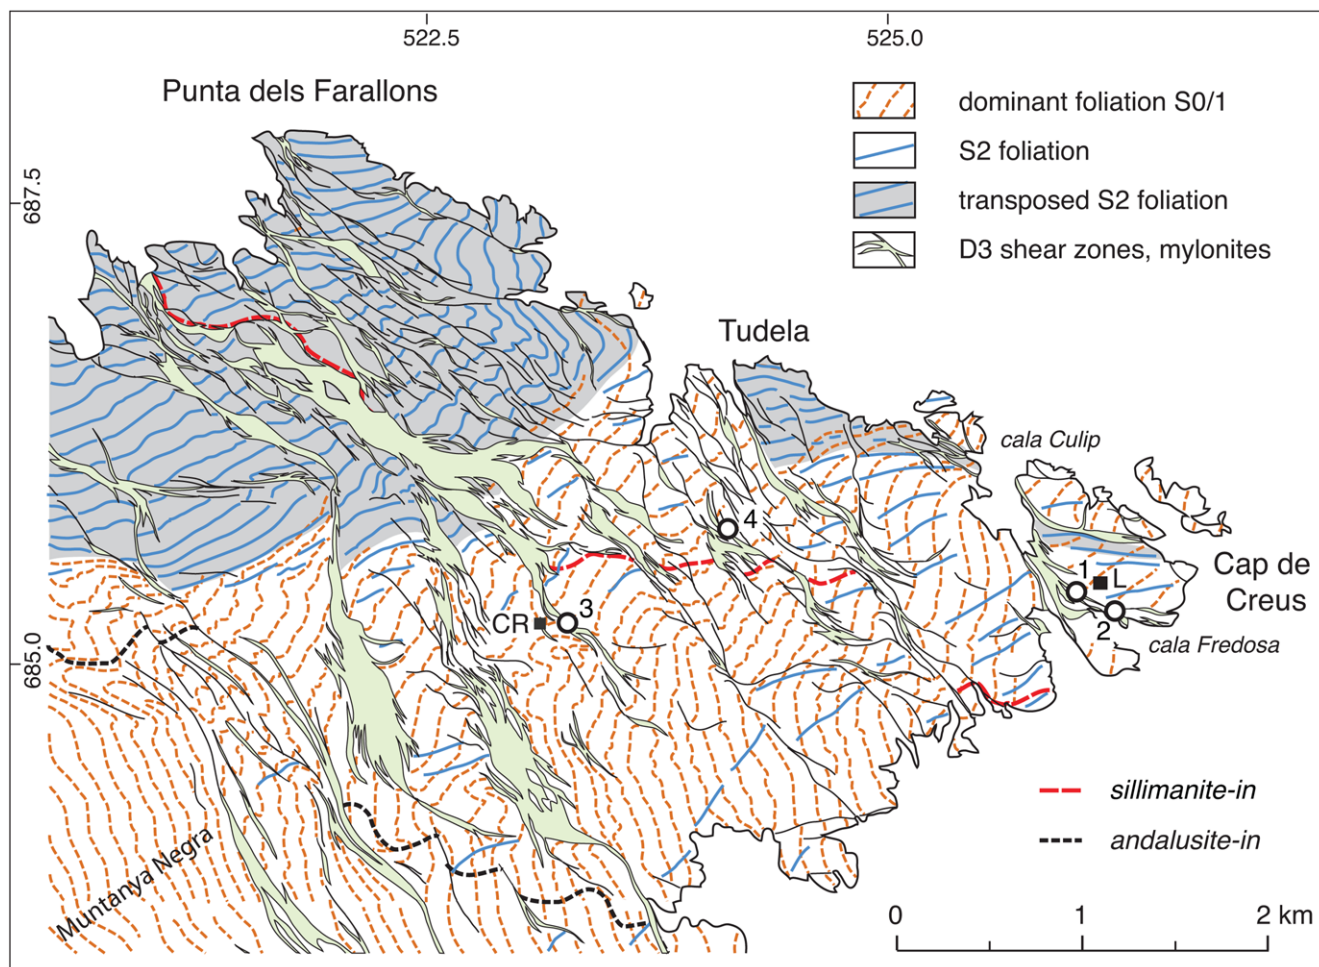 522.5
525.0
Punta dels Farallons
dominant foliation S0/1
S2 foliation
687.5
transposed S2 foliation
D3 shear zones, mylonites
Tudela
cala Culip
4
Cap de
Creus
1
L
3
CR
2
cala Fredosa
685.0
sillimanite-in
andalusite-in
Muntanya Negra
0
1
2 km